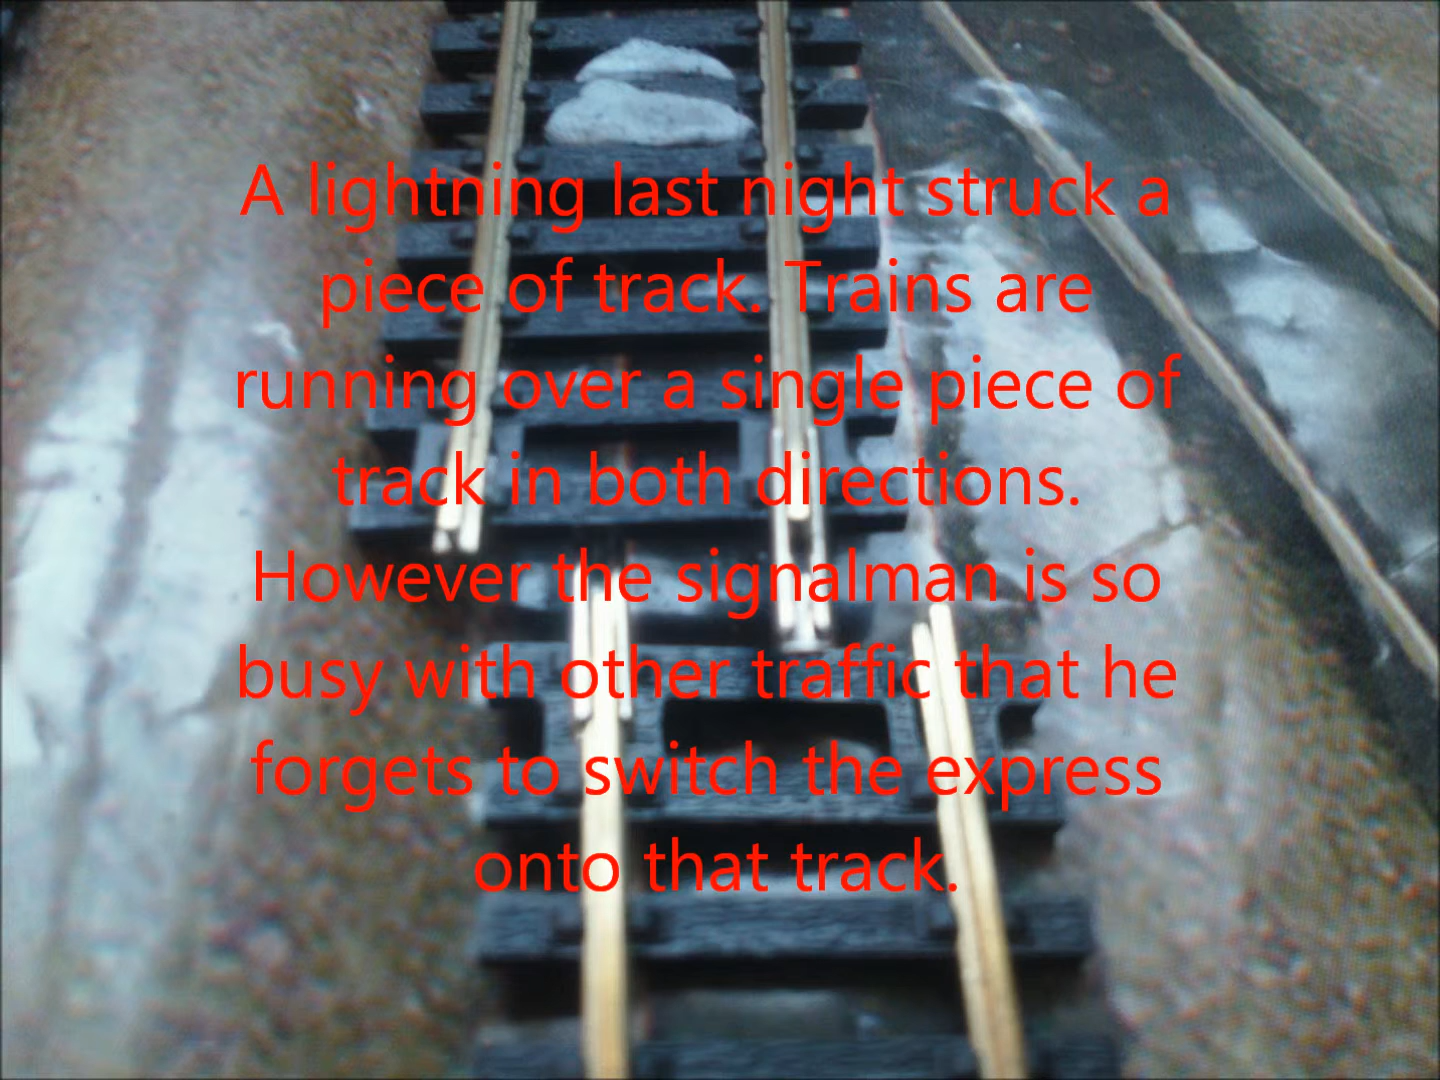 A lightning last night struck a
piece of track. Trains are
running over a single piece of
track in both directions.
However the signalman is so
busy with other traffic that he
forgets to switch the express
onto that track.